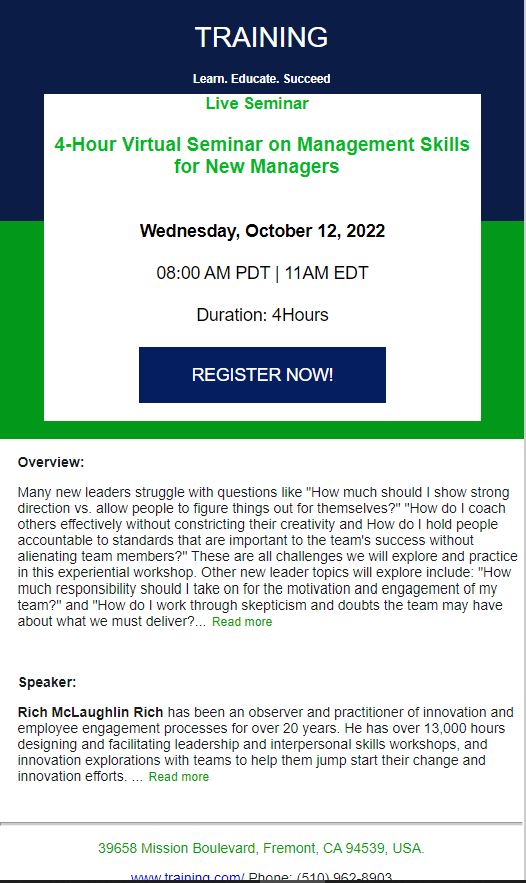 TRAINING
Learn. Educate. Succeed
Live Seminar
4-Hour Virtual Seminar on Management Skills
for New Managers
Wednesday, October 12, 2022
08:00 AM PDT | 11AM EDT
Duration: 4Hours
REGISTER NOW!
Overview:
Many new leaders struggle with questions like "How much should I show strong
direction vs. allow people to figure things out for themselves?" "How do I coach
others effectively without constricting their creativity and How do I hold people
accountable to standards that are important to the team's success without
alienating team members?" These are all challenges we will explore and practice
in this experiential workshop. Other new leader topics will explore include: "How
much responsibility should I take on for the motivation and engagement of my
team?" and "How do I work through skepticism and doubts the team may have
about what we must deliver?... Read more
Speaker:
Rich McLaughlin Rich has been an observer and practitioner of innovation and
employee engagement processes for over 20 years. He has over 13,000 hours
designing and facilitating leadership and interpersonal skills workshops, and
innovation explorations with teams to help them jump start their change and
innovation efforts. ... Read more
39658 Mission Boulevard, Fremont, CA 94539, USA.
www.training.com/ Phone: (510) 962-8903